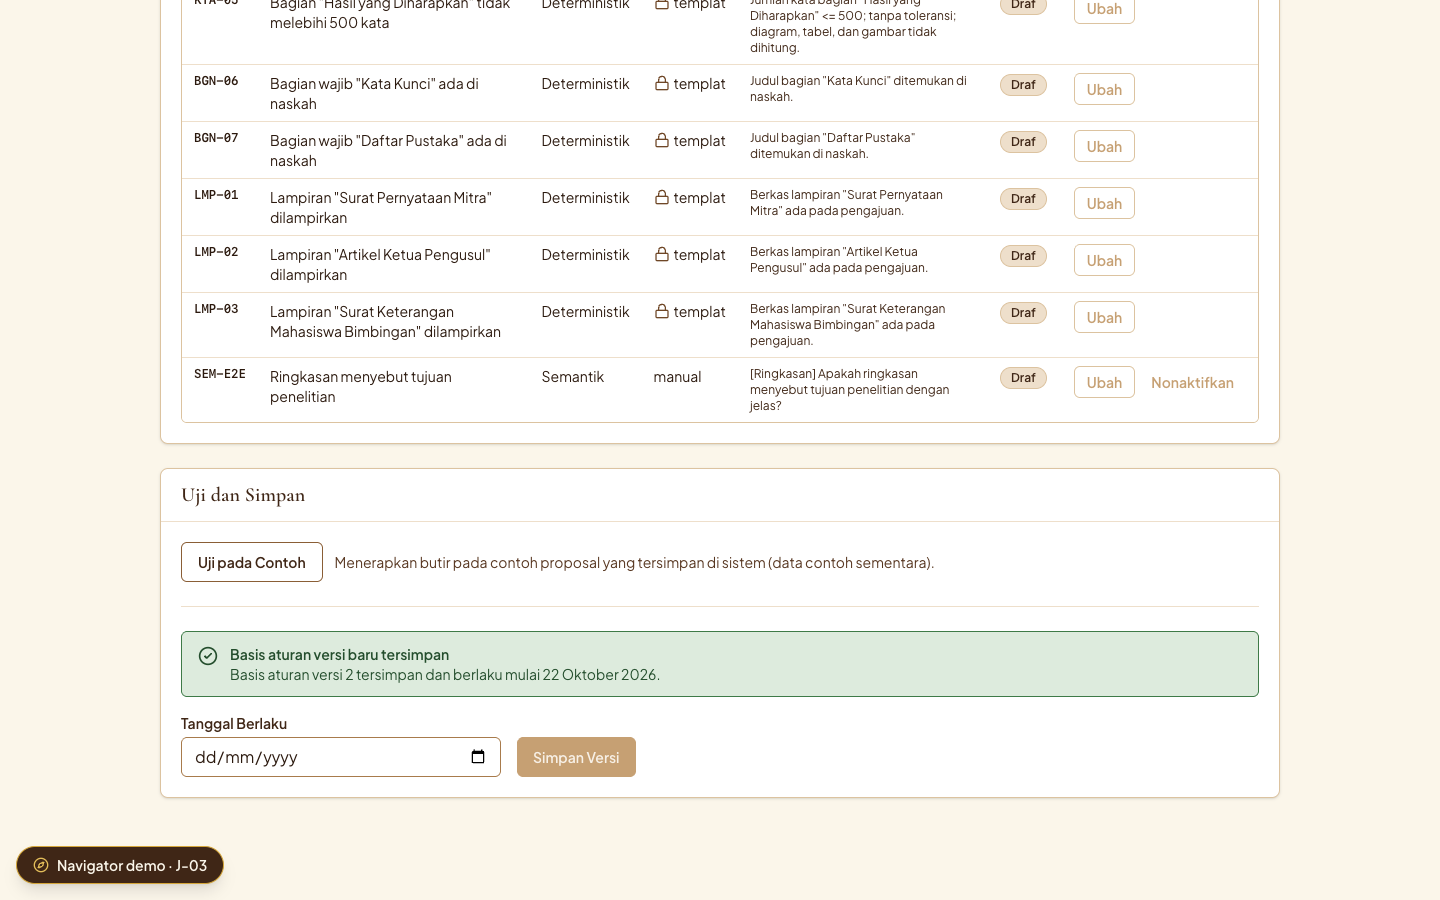 KTA-05
Bagian "Hasil yang Diharapkan" tidak
melebihi 500 kata
Deterministik
templat
Jumlah kata bagian "Hasil yang
Diharapkan" <= 500; tanpa toleransi;
diagram, tabel, dan gambar tidak
dihitung.
Draf
Ubah
BGN-06
Bagian wajib "Kata Kunci" ada di
naskah
Deterministik
templat
Judul bagian "Kata Kunci" ditemukan di
naskah.
Draf
Ubah
BGN-07
Bagian wajib "Daftar Pustaka" ada di
naskah
Deterministik
templat
Judul bagian "Daftar Pustaka"
ditemukan di naskah.
Draf
Ubah
LMP-01
Lampiran "Surat Pernyataan Mitra"
dilampirkan
Deterministik
templat
Berkas lampiran "Surat Pernyataan
Mitra" ada pada pengajuan.
Draf
Ubah
LMP-02
Lampiran "Artikel Ketua Pengusul"
dilampirkan
Deterministik
templat
Berkas lampiran "Artikel Ketua
Pengusul" ada pada pengajuan.
Draf
Ubah
LMP-03
Lampiran "Surat Keterangan
Mahasiswa Bimbingan" dilampirkan
Deterministik
templat
Berkas lampiran "Surat Keterangan
Mahasiswa Bimbingan" ada pada
pengajuan.
Draf
Ubah
SEM-E2E
Ringkasan menyebut tujuan
penelitian
Semantik
manual
[Ringkasan] Apakah ringkasan
menyebut tujuan penelitian dengan
jelas?
Draf
Ubah
Nonaktifkan
Uji dan Simpan
Uji pada Contoh
Menerapkan butir pada contoh proposal yang tersimpan di sistem (data contoh sementara).
Basis aturan versi baru tersimpan
Basis aturan versi 2 tersimpan dan berlaku mulai 22 Oktober 2026.
Tanggal Berlaku
dd/mm/yyyy
Simpan Versi
Navigator demo · J-03